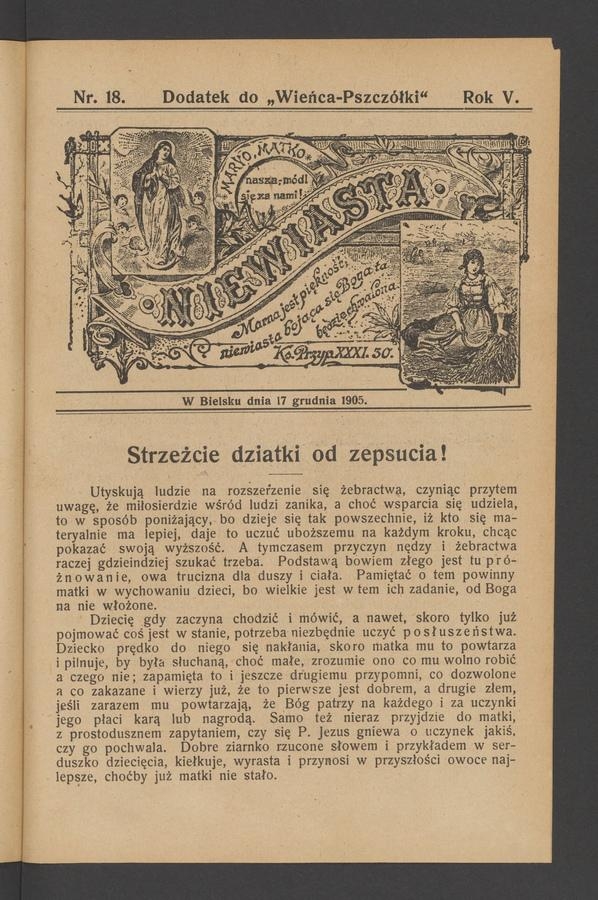 Nr. 18. Dodatek do „Wieńca-Pszczółki“ Rok V.
MARYO, MATKO
nasza, módl
się za nami!
NIEWIASTA
Marna jest piękność;
niewiasta bojąca się Boga ta
będzie chwalona.
Ks. Przyp. XXXI. 30.
W Bielsku dnia 17 grudnia 1905.
Strzeżcie dziatki od zepsucia!
Utyskują ludzie na rozszerzenie się żebractwa, czyniąc przytem
uwagę, że miłosierdzie wśród ludzi zanika, a choć wsparcia się udziela,
to w sposób poniżający, bo dzieje się tak powszechnie, iż kto się ma-
teryalnie ma lepiej, daje to uczuć uboższemu na każdym kroku, chcąc
pokazać swoją wyższość. A tymczasem przyczyn nędzy i żebractwa
raczej gdzieindziej szukać trzeba. Podstawą bowiem złego jest tu pró-
żnowanie, owa trucizna dla duszy i ciała. Pamiętać o tem powinny
matki w wychowaniu dzieci, bo wielkie jest w tem ich zadanie, od Boga
na nie włożone.
Dziecię gdy zaczyna chodzić i mówić, a nawet, skoro tylko już
pojmować coś jest w stanie, potrzeba niezbędnie uczyć posłuszeństwa.
Dziecko prędko do niego się nakłania, skoro matka mu to powtarza
i pilnuje, by była słuchaną, choć małe, zrozumie ono co mu wolno robić
a czego nie; zapamięta to i jeszcze drugiemu przypomni, co dozwolone
a co zakazane i wierzy już, że to pierwsze jest dobrem, a drugie złem,
jeśli zarazem mu powtarzają, że Bóg patrzy na każdego i za uczynki
jego płaci karą lub nagrodą. Samo też nieraz przyjdzie do matki,
z prostodusznem zapytaniem, czy się P. Jezus gniewa o uczynek jakiś,
czy go pochwala. Dobre ziarnko rzucone słowem i przykładem w ser-
duszko dziecięcia, kiełkuje, wyrasta i przynosi w przyszłości owoce naj-
lepsze, choćby już matki nie stało.